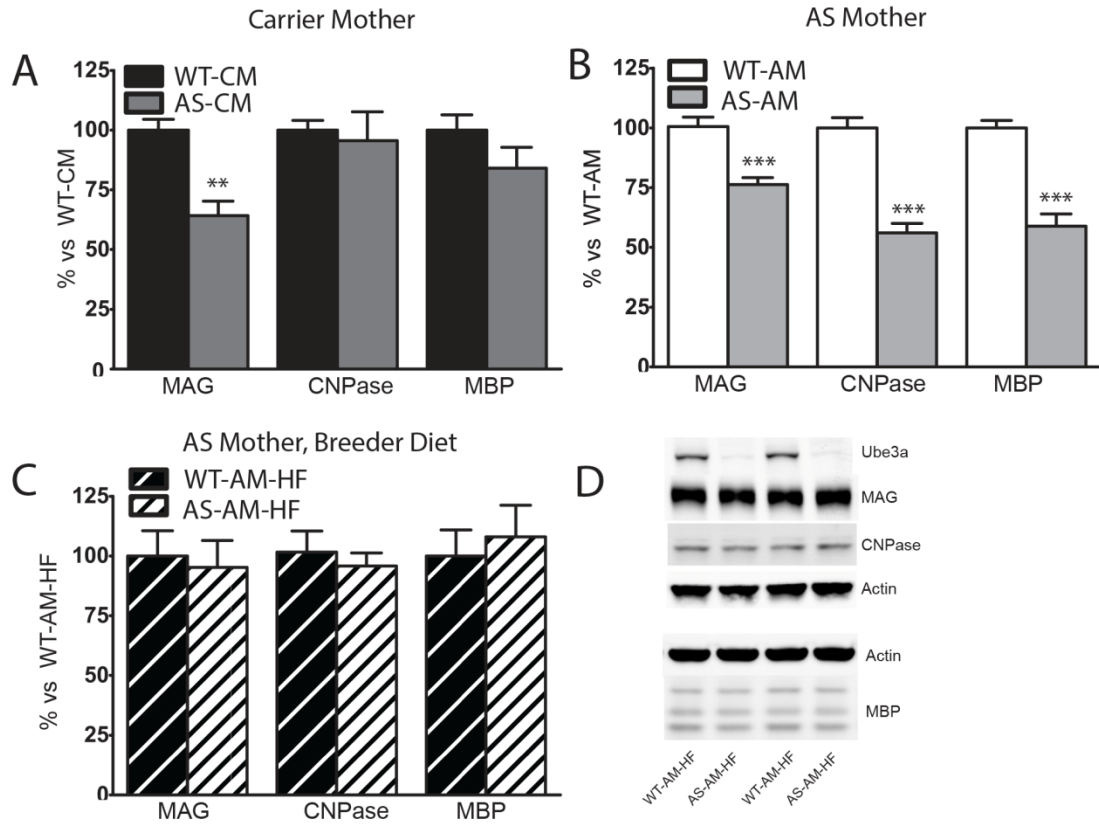 Carrier Mother
A
% vs WT-CM
125
100
75
50
25
0
WT-CM
AS-CM
**
MAG CNPase MBP
AS Mother
B
% vs WT-AM
125
100
75
50
25
0
WT-AM
AS-AM
***
***
***
MAG CNPase MBP
AS Mother, Breeder Diet
C
% vs WT-AM-HF
125
100
75
50
25
0
WT-AM-HF
AS-AM-HF
MAG CNPase MBP
D
Ube3a
MAG
CNPase
Actin
Actin
MBP
WT-AM-HF AS-AM-HF WT-AM-HF AS-AM-HF